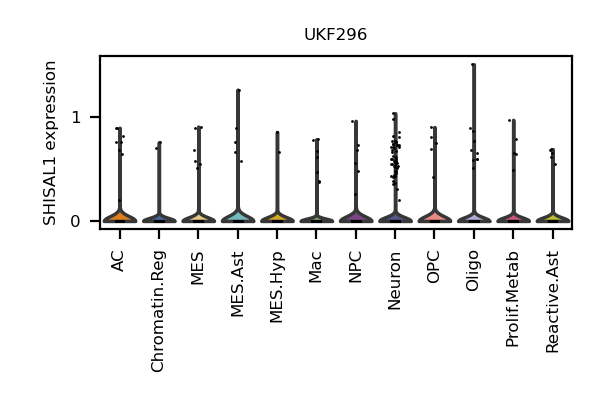 UKF296
SHISAL1 expression
1
0
AC
Chromatin.Reg
MES
MES.Ast
MES.Hyp
Mac
NPC
Neuron
OPC
Oligo
Prolif.Metab
Reactive.Ast